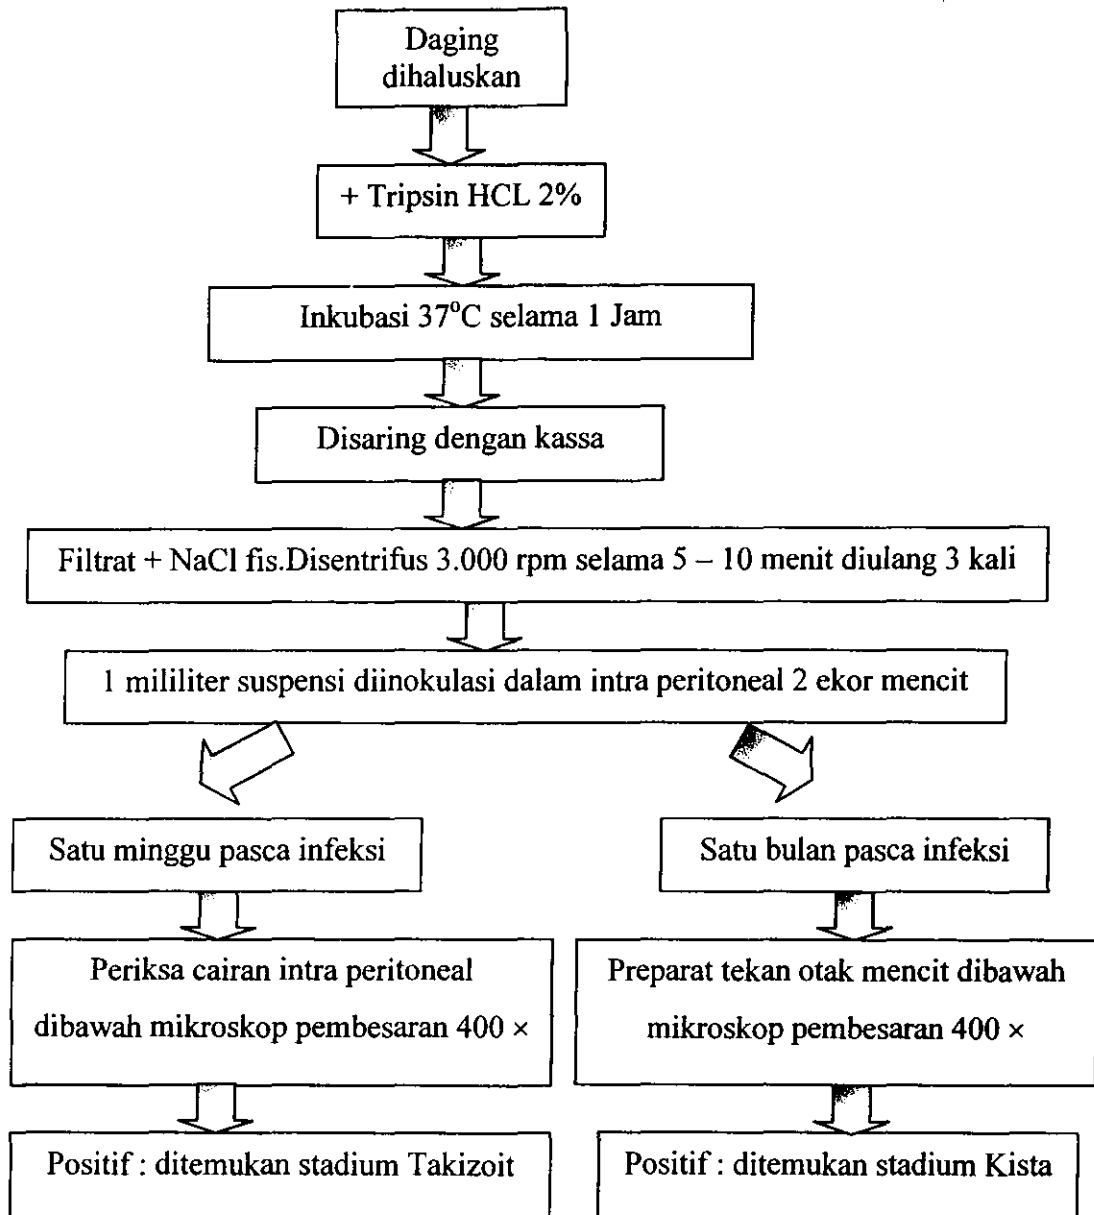 Daging
dihaluskan
+ Tripsin HCL 2%
Inkubasi 37°C selama 1 Jam
Disaring dengan kassa
Filtrat + NaCl fis.Disentrifus 3.000 rpm selama 5 – 10 menit diulang 3 kali
1 mililiter suspensi diinokulasi dalam intra peritoneal 2 ekor mencit
Satu minggu pasca infeksi
Periksa cairan intra peritoneal
dibawah mikroskop pembesaran 400 ×
Positif : ditemukan stadium Takizoit
Satu bulan pasca infeksi
Preparat tekan otak mencit dibawah
mikroskop pembesaran 400 ×
Positif : ditemukan stadium Kista